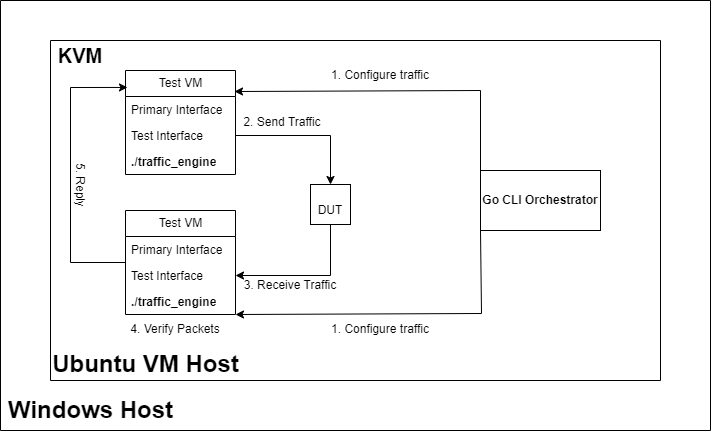 KVM
Test VM
Primary Interface
Test Interface
./traffic_engine
1. Configure traffic
2. Send Traffic
5. Reply
DUT
Go CLI Orchestrator
Test VM
Primary Interface
Test Interface
./traffic_engine
3. Receive Traffic
4. Verify Packets
1. Configure traffic
Ubuntu VM Host
Windows Host